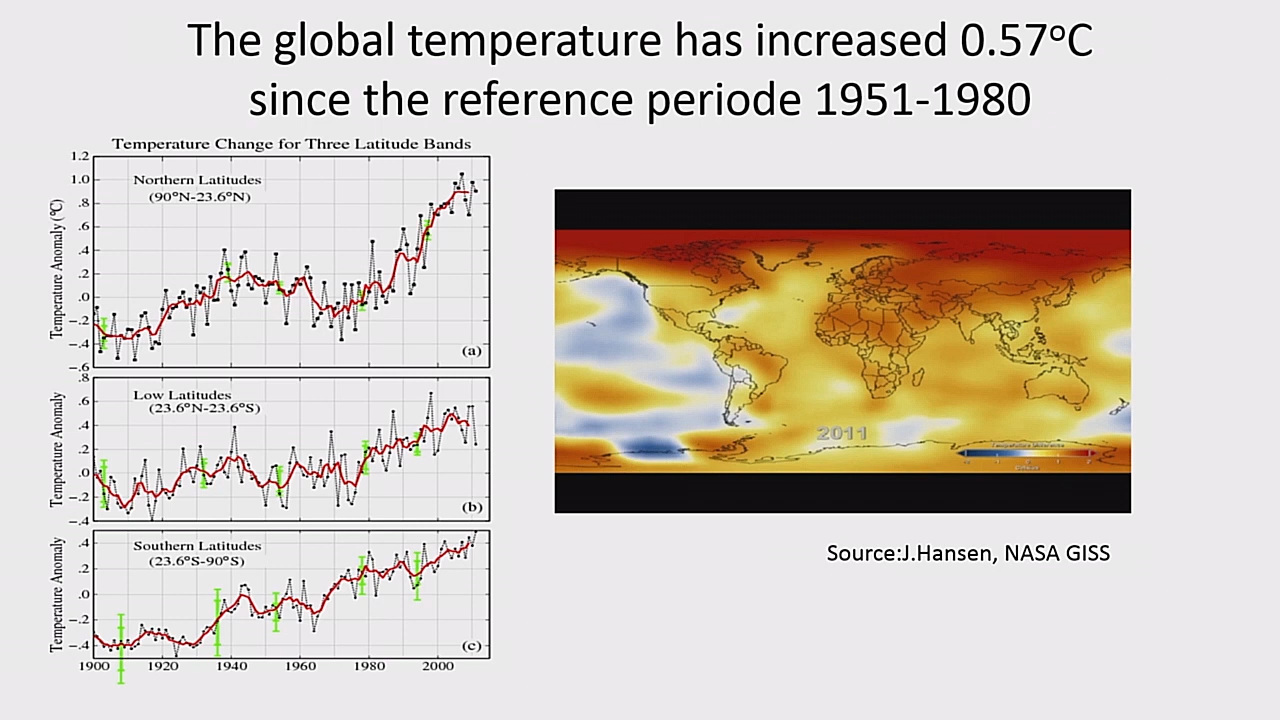 The global temperature has increased 0.57°C
since the reference periode 1951-1980
Temperature Change for Three Latitude Bands
1.2
1.0
.8
.6
.4
.2
.0
-.2
-.4
-.6
Temperature Anomaly (°C)
Northern Latitudes
(90°N-23.6°N)
(a)
.8
.6
.4
.2
.0
-.2
-.4
Temperature Anomaly
Low Latitudes
(23.6°N-23.6°S)
(b)
.4
.2
.0
-.2
-.4
Temperature Anomaly
Southern Latitudes
(23.6°S-90°S)
(c)
1900 1920 1940 1960 1980 2000
2011
Temperature Difference
Source:J.Hansen, NASA GISS